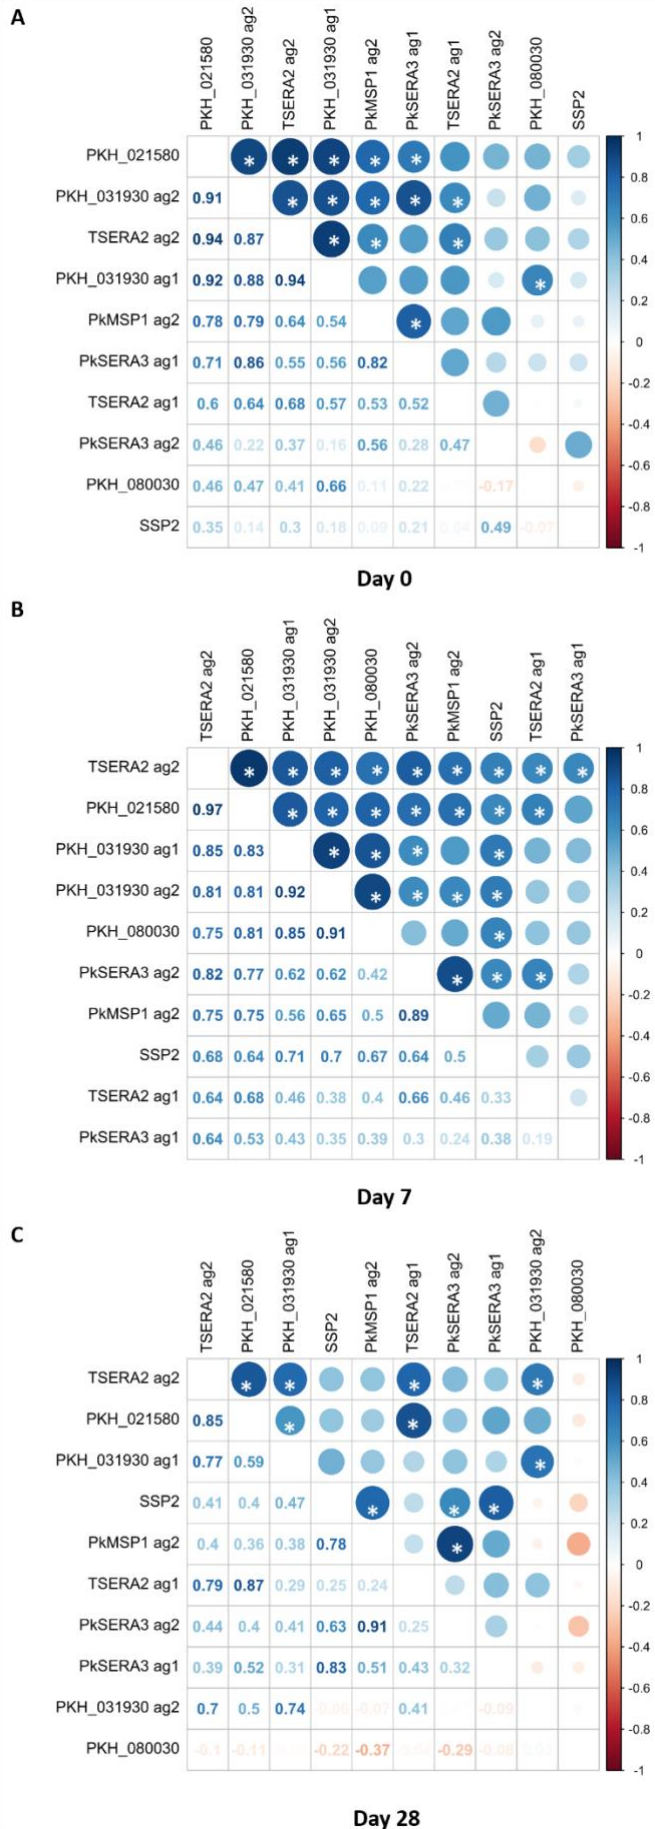 A
PKH_021580
PKH_031930 ag2
TSERA2 ag2
PKH_031930 ag1
PkMSP1 ag2
PkSERA3 ag1
TSERA2 ag1
PkSERA3 ag2
PKH_080030
SSP2
PKH_021580 * * * * * 1
PKH_031930 ag2 0.91 * * * * * 0.8
TSERA2 ag2 0.94 0.87 * * * 0.6
PKH_031930 ag1 0.92 0.88 0.94 * 0.4
PkMSP1 ag2 0.78 0.79 0.64 0.54 * 0.2
0
PkSERA3 ag1 0.71 0.86 0.55 0.56 0.82 -0.2
TSERA2 ag1 0.6 0.64 0.68 0.57 0.53 0.52 -0.4
PkSERA3 ag2 0.46 0.22 0.37 0.16 0.56 0.28 0.47 -0.6
PKH_080030 0.46 0.47 0.41 0.66 0.11 0.22 -0.17 -0.8
SSP2 0.35 0.14 0.3 0.18 0.09 0.21 0.04 0.49 -0.07 -1
Day 0
B
TSERA2 ag2
PKH_021580
PKH_031930 ag1
PKH_031930 ag2
PKH_080030
PkSERA3 ag2
PkMSP1 ag2
SSP2
TSERA2 ag1
PkSERA3 ag1
TSERA2 ag2 * * * * * * * * * 1
PKH_021580 0.97 * * * * * * * 0.8
PKH_031930 ag1 0.85 0.83 * * * * 0.6
PKH_031930 ag2 0.81 0.81 0.92 * * * * 0.4
PKH_080030 0.75 0.81 0.85 0.91 * 0.2
0
PkSERA3 ag2 0.82 0.77 0.62 0.62 0.42 * * * -0.2
PkMSP1 ag2 0.75 0.75 0.56 0.65 0.5 0.89 -0.4
SSP2 0.68 0.64 0.71 0.7 0.67 0.64 0.5 -0.6
TSERA2 ag1 0.64 0.68 0.46 0.38 0.4 0.66 0.46 0.33 -0.8
PkSERA3 ag1 0.64 0.53 0.43 0.35 0.39 0.3 0.24 0.38 0.19 -1
Day 7
C
TSERA2 ag2
PKH_021580
PKH_031930 ag1
SSP2
PkMSP1 ag2
TSERA2 ag1
PkSERA3 ag2
PkSERA3 ag1
PKH_031930 ag2
PKH_080030
TSERA2 ag2 * * * * 1
PKH_021580 0.85 * * 0.8
PKH_031930 ag1 0.77 0.59 * 0.6
SSP2 0.41 0.4 0.47 * * * 0.4
PkMSP1 ag2 0.4 0.36 0.38 0.78 * 0.2
0
TSERA2 ag1 0.79 0.87 0.29 0.25 0.24 -0.2
PkSERA3 ag2 0.44 0.4 0.41 0.63 0.91 0.25 -0.4
PkSERA3 ag1 0.39 0.52 0.31 0.83 0.51 0.43 0.32 -0.6
PKH_031930 ag2 0.7 0.5 0.74 -0.07 0.41 -0.09 -0.8
PKH_080030 -0.1 -0.11 -0.22 -0.37 -0.29 -0.08 -1
Day 28